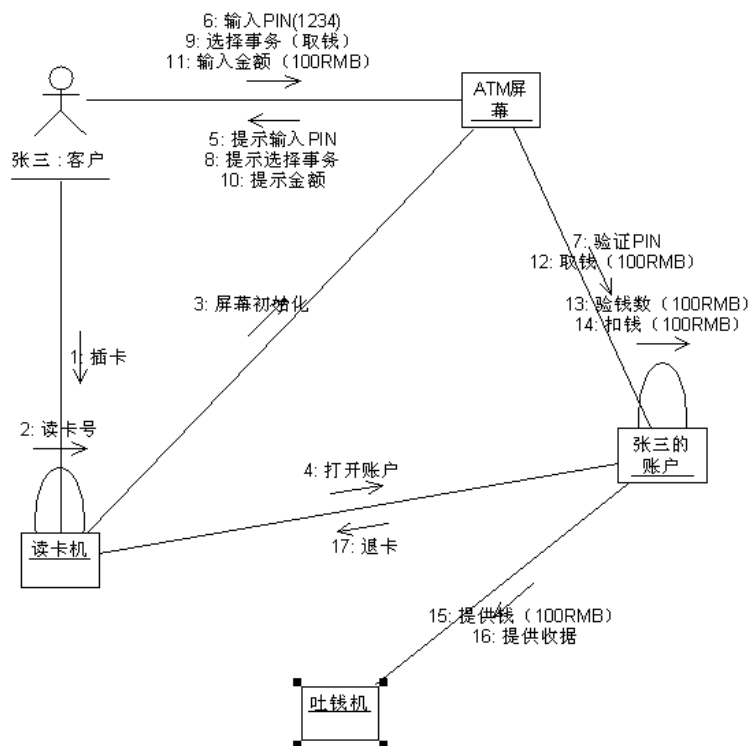 6: 输入PIN(1234)
9: 选择事务（取钱）
11: 输入金额（100RMB）
ATM屏
幕
5: 提示输入PIN
8: 提示选择事务
10: 提示金额
张三 : 客户
7: 验证PIN
12: 取钱（100RMB）
3: 屏幕初始化
13: 验钱数（100RMB）
14: 扣钱（100RMB）
1: 插卡
2: 读卡号
张三的
账户
4: 打开账户
17: 退卡
读卡机
15: 提供钱（100RMB）
16: 提供收据
吐钱机